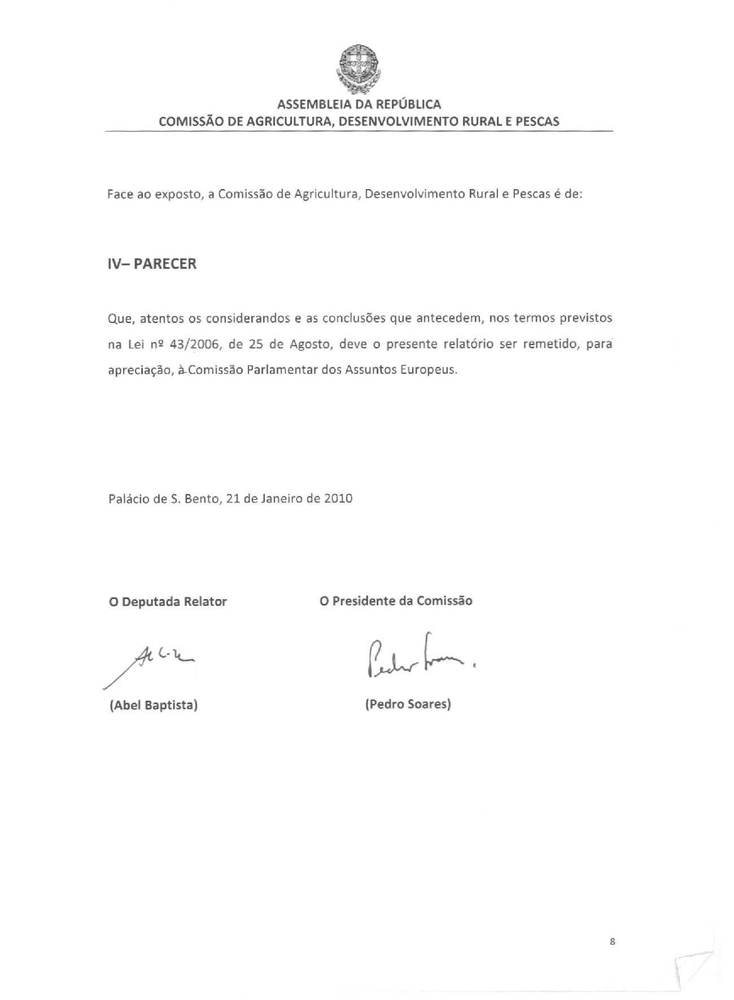 ASSEMBLEIA DA REPÚBLICA
COMISSÃO DE AGRICULTURA, DESENVOLVIMENTO RURAL E PESCAS
Face ao exposto, a Comissão de Agricultura, Desenvolvimento Rural e Pescas é de:
IV– PARECER
Que, atentos os considerandos e as conclusões que antecedem, nos termos previstos
na Lei nº 43/2006, de 25 de Agosto, deve o presente relatório ser remetido, para
apreciação, à Comissão Parlamentar dos Assuntos Europeus.
Palácio de S. Bento, 21 de Janeiro de 2010
O Deputada Relator O Presidente da Comissão
Pedro
(Abel Baptista) (Pedro Soares)
8